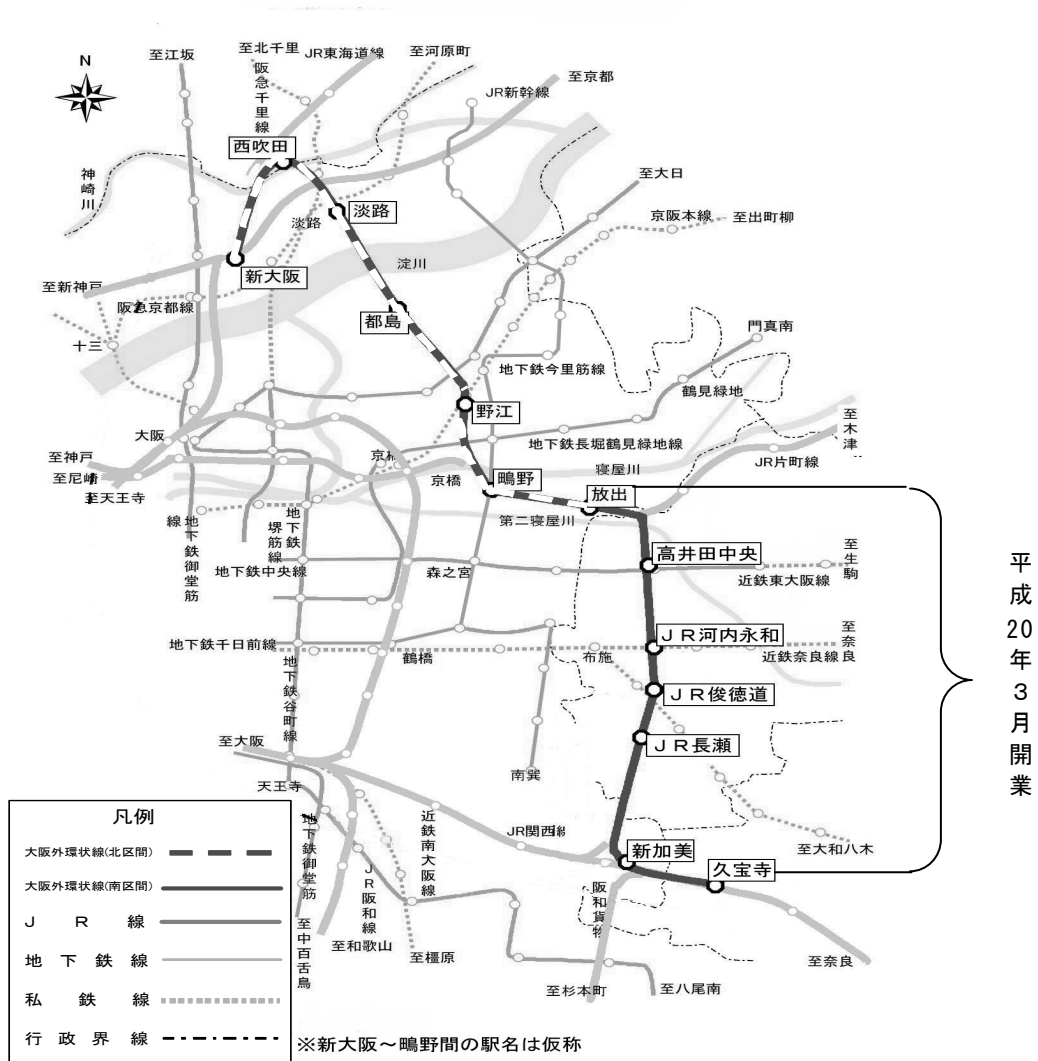 至江坂
至北千里
JR東海道線
至河原町
至京都
阪急千里線
JR新幹線
N
西吹田
至大日
神崎川
京阪本線
至出町柳
淡路
淡路
淀川
新大阪
至新神戸
阪急京都線
都島
門真南
十三
地下鉄今里筋線
鶴見緑地
野江
大阪
地下鉄長堀鶴見緑地線
至木津
至神戸
至尼崎
至天王寺
京橋
京橋
寝屋川
JR片町線
鴫野
放出
第二寝屋川
地下鉄御堂筋線
地下鉄堺筋線
地下鉄中央線
森之宮
高井田中央
近鉄東大阪線
至生駒
平成20年3月開業
地下鉄千日前線
鶴橋
布施
JR河内永和
近鉄奈良線
至奈良
地下鉄谷町線
JR俊徳道
JR長瀬
至大阪
天王寺
南巽
JR関西線
新加美
久宝寺
至大和八木
地下鉄御堂筋
JR阪和線
近鉄南大阪線
阪和貨物
至中百舌鳥
至和歌山
至橿原
至杉本町
至八尾南
至奈良
凡例
大阪外環状線(北区間)
大阪外環状線(南区間)
JR線
地下鉄線
私鉄線
行政界線
※新大阪～鴫野間の駅名は仮称